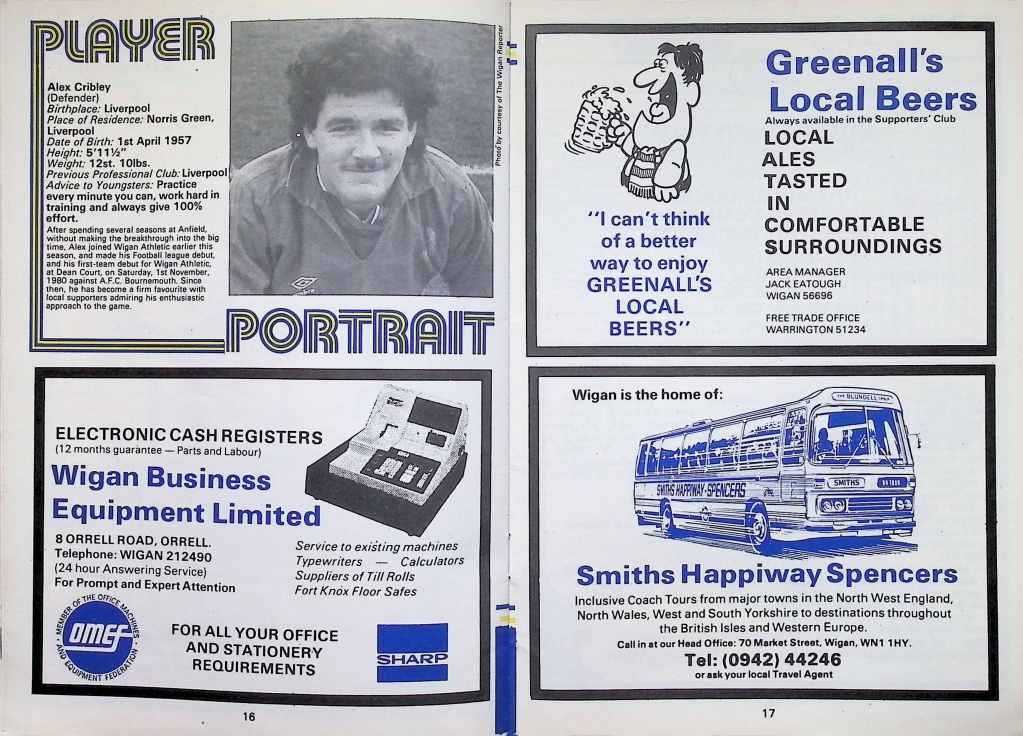 PLAYER
Alex Cribley
(Defender)
Birthplace: Liverpool
Place of Residence: Norris Green,
Liverpool
Date of Birth: 1st April 1957
Height: 5'11½"
Weight: 12st. 10lbs.
Previous Professional Club: Liverpool
Advice to Youngsters: Practice
every minute you can, work hard in
training and always give 100%
effort.
After spending several seasons at Anfield,
without making the breakthrough into the big
time, Alex joined Wigan Athletic earlier this
season, and made his Football league debut,
and his first-team debut for Wigan Athletic,
at Dean Court, on Saturday, 1st November,
1980 against A.F.C. Bournemouth. Since
then, he has become a firm favourite with
local supporters admiring his enthusiastic
approach to the game.
Photo by courtesy of The Wigan Reporter
PORTRAIT
ELECTRONIC CASH REGISTERS
(12 months guarantee — Parts and Labour)
Wigan Business
Equipment Limited
8 ORRELL ROAD, ORRELL.
Telephone: WIGAN 212490
(24 hour Answering Service)
For Prompt and Expert Attention
Service to existing machines
Typewriters — Calculators
Suppliers of Till Rolls
Fort Knox Floor Safes
MEMBER OF THE OFFICE MACHINES
omef
AND EQUIPMENT FEDERATION
FOR ALL YOUR OFFICE
AND STATIONERY
REQUIREMENTS
SHARP
16
Greenall's
Local Beers
Always available in the Supporters' Club
LOCAL
ALES
TASTED
IN
COMFORTABLE
SURROUNDINGS
AREA MANAGER
JACK EATOUGH
WIGAN 56696
FREE TRADE OFFICE
WARRINGTON 51234
"I can't think
of a better
way to enjoy
GREENALL'S
LOCAL
BEERS"
Wigan is the home of:
THE BLUNDELL
SMITHS HAPPIWAY-SPENCERS
SMITHS
Smiths Happiway Spencers
Inclusive Coach Tours from major towns in the North West England,
North Wales, West and South Yorkshire to destinations throughout
the British Isles and Western Europe.
Call in at our Head Office: 70 Market Street, Wigan, WN1 1HY.
Tel: (0942) 44246
or ask your local Travel Agent
17